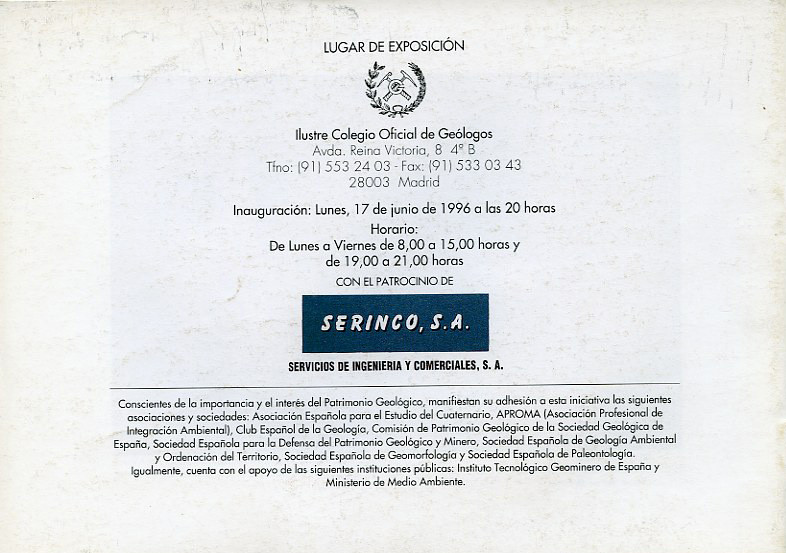 LUGAR DE EXPOSICIÓN
Ilustre Colegio Oficial de Geólogos
Avda. Reina Victoria, 8 4º B
Tfno: (91) 553 24 03 - Fax: (91) 533 03 43
28003 Madrid
Inauguración: Lunes, 17 de junio de 1996 a las 20 horas
Horario:
De Lunes a Viernes de 8,00 a 15,00 horas y
de 19,00 a 21,00 horas
CON EL PATROCINIO DE
SERINCO, S.A.
SERVICIOS DE INGENIERIA Y COMERCIALES, S. A.
Conscientes de la importancia y el interés del Patrimonio Geológico, manifiestan su adhesión a esta iniciativa las siguientes
asociaciones y sociedades: Asociación Española para el Estudio del Cuaternario, APROMA (Asociación Profesional de
Integración Ambiental), Club Español de la Geología, Comisión de Patrimonio Geológico de la Sociedad Geológica de
España, Sociedad Española para la Defensa del Patrimonio Geológico y Minero, Sociedad Española de Geología Ambiental
y Ordenación del Territorio, Sociedad Española de Geomorfología y Sociedad Española de Paleontología.
Igualmente, cuenta con el apoyo de las siguientes instituciones públicas: Instituto Tecnológico Geominero de España y
Ministerio de Medio Ambiente.